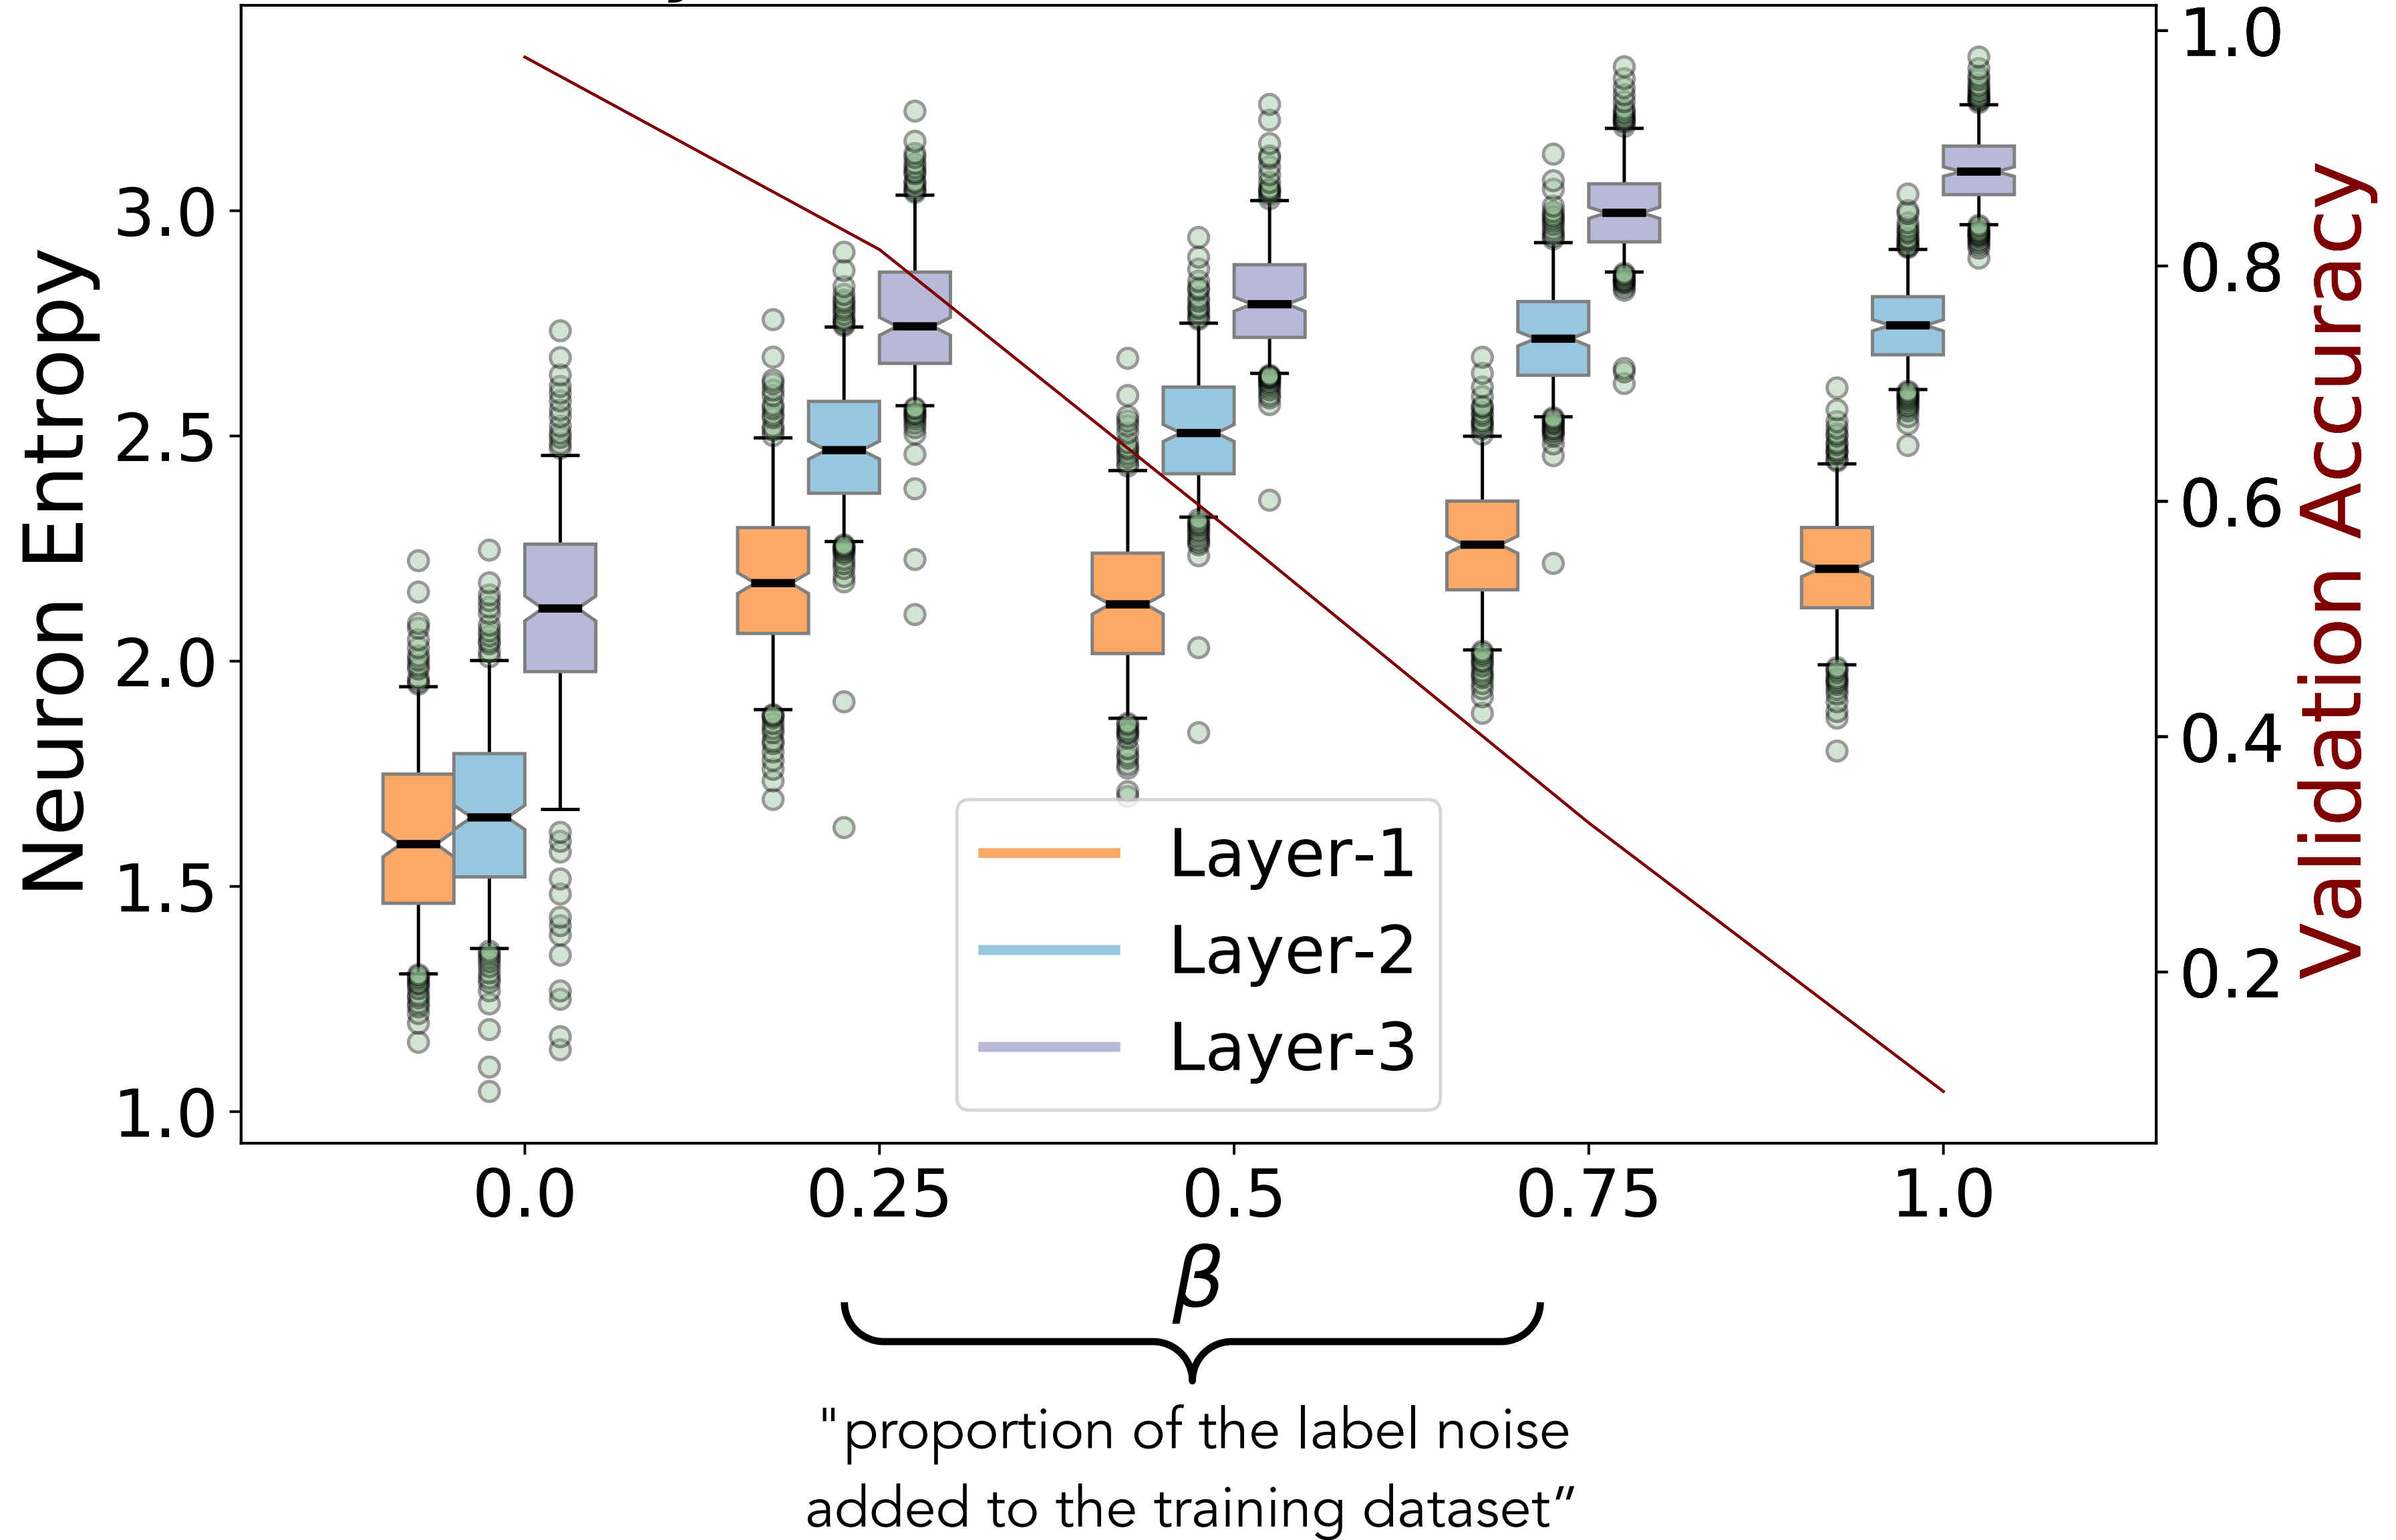 Neuron Entropy
3.0
2.5
2.0
1.5
1.0
1.0
0.8
0.6
0.4
0.2
Validation Accuracy
Layer-1
Layer-2
Layer-3
0.0 0.25 0.5 0.75 1.0
β
"proportion of the label noise
added to the training dataset”